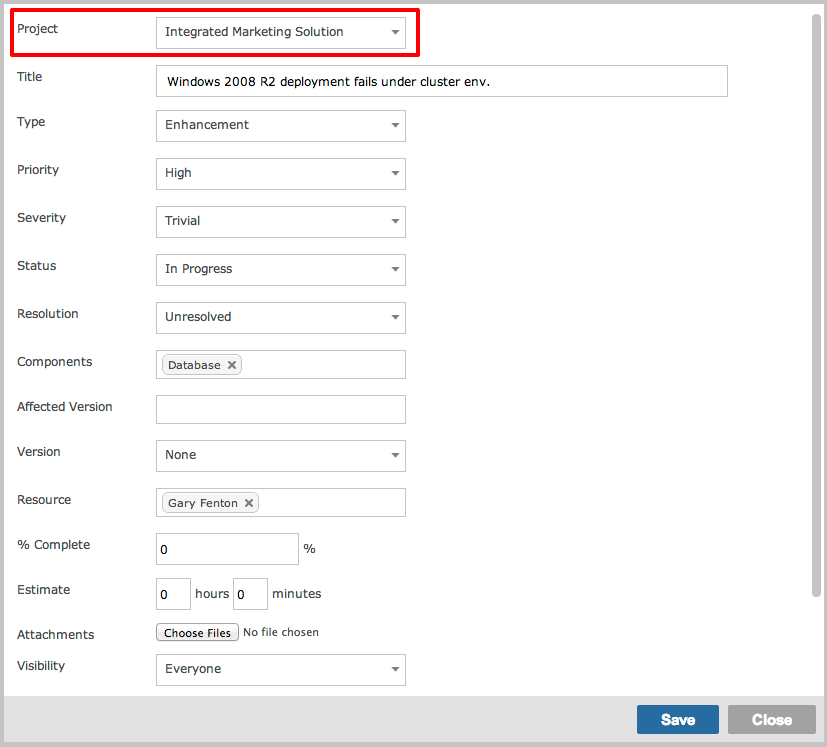 Project Integrated Marketing Solution
Title Windows 2008 R2 deployment fails under cluster env.
Type Enhancement
Priority High
Severity Trivial
Status In Progress
Resolution Unresolved
Components Database
Affected Version
Version None
Resource Gary Fenton
% Complete 0 %
Estimate 0 hours 0 minutes
Attachments Choose Files No file chosen
Visibility Everyone
Save Close